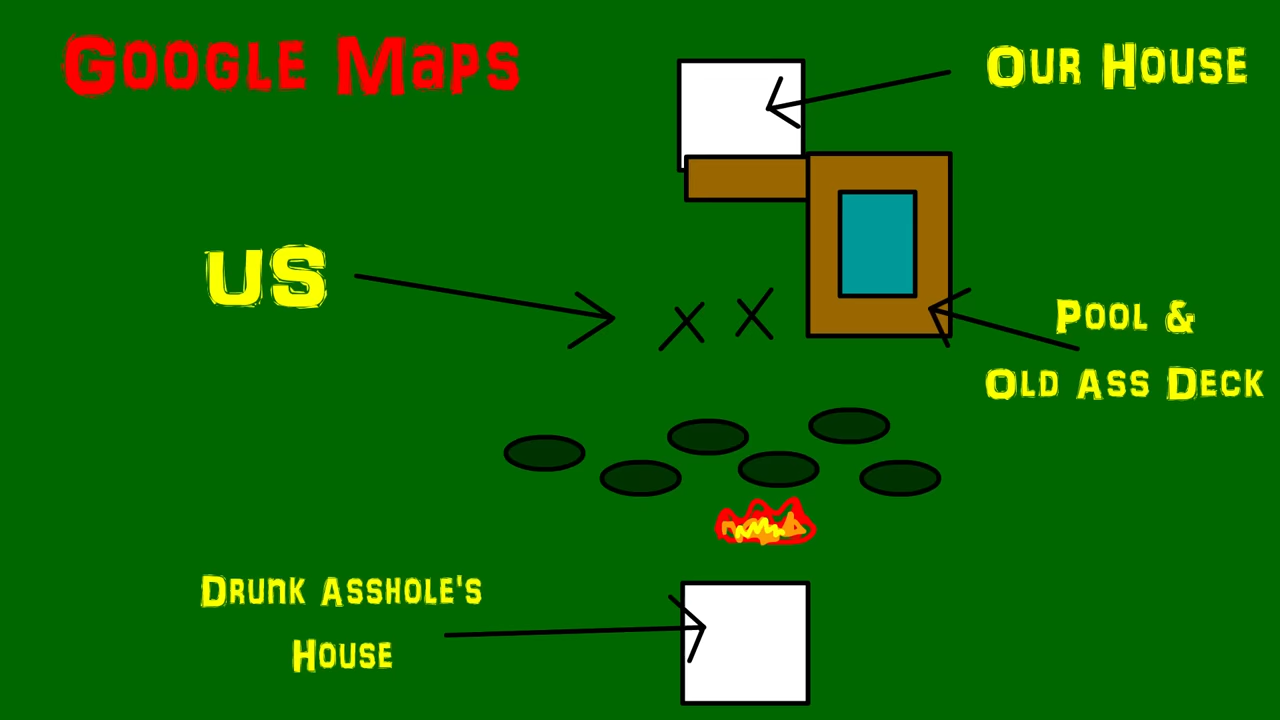 Google Maps
Our House
US
Pool &
Old Ass Deck
Drunk Asshole's
House